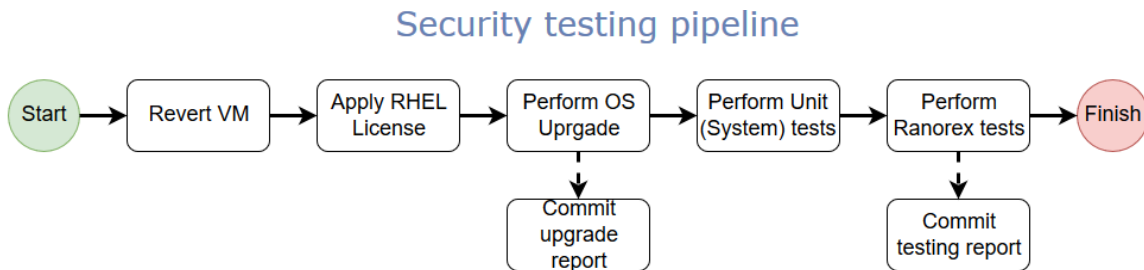 Security testing pipeline
Start
Revert VM
Apply RHEL
License
Perform OS
Uprgade
Perform Unit
(System) tests
Perform
Ranorex tests
Finish
Commit
upgrade
report
Commit
testing report